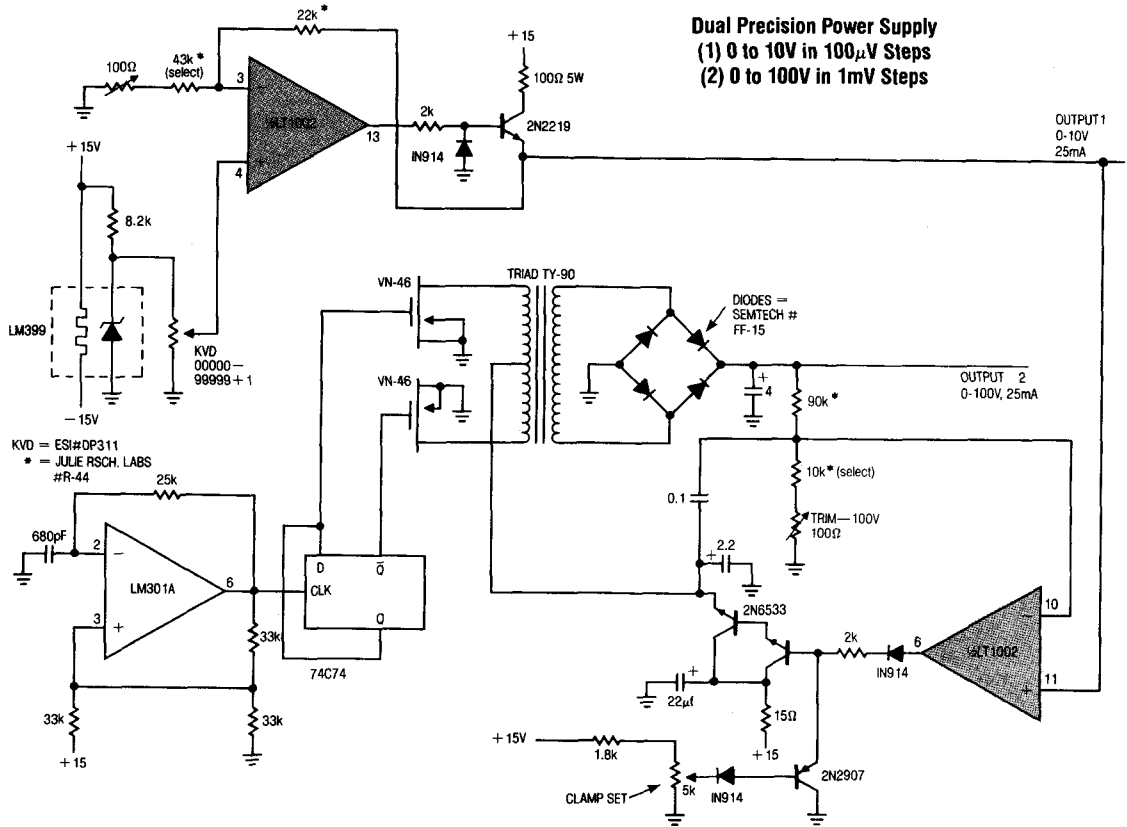 Dual Precision Power Supply
(1) 0 to 10V in 100μV Steps
(2) 0 to 100V in 1mV Steps
22k*
+15
100Ω
43k*
(select)
100Ω 5W
3
−
½LT1002
+
4
13
2k
2N2219
IN914
OUTPUT 1
0-10V
25mA
+15V
8.2k
LM399
KVD
00000 −
99999 + 1
−15V
VN-46
TRIAD TY-90
DIODES =
SEMTECH #
FF-15
VN-46
+
4
90k*
OUTPUT 2
0-100V, 25mA
KVD = ESI#DP311
* = JULIE RSCH. LABS
#R-44
25k
680pF
2
−
LM301A
6
3
+
33k
33k
33k
+15
D
Q̅
CLK
Q
74C74
0.1
10k* (select)
TRIM—100V
100Ω
+
2.2
2N6533
10
−
½LT1002
6
+
11
2k
IN914
+
22μf
15Ω
+15
+15V
1.8k
5k
CLAMP SET
IN914
2N2907